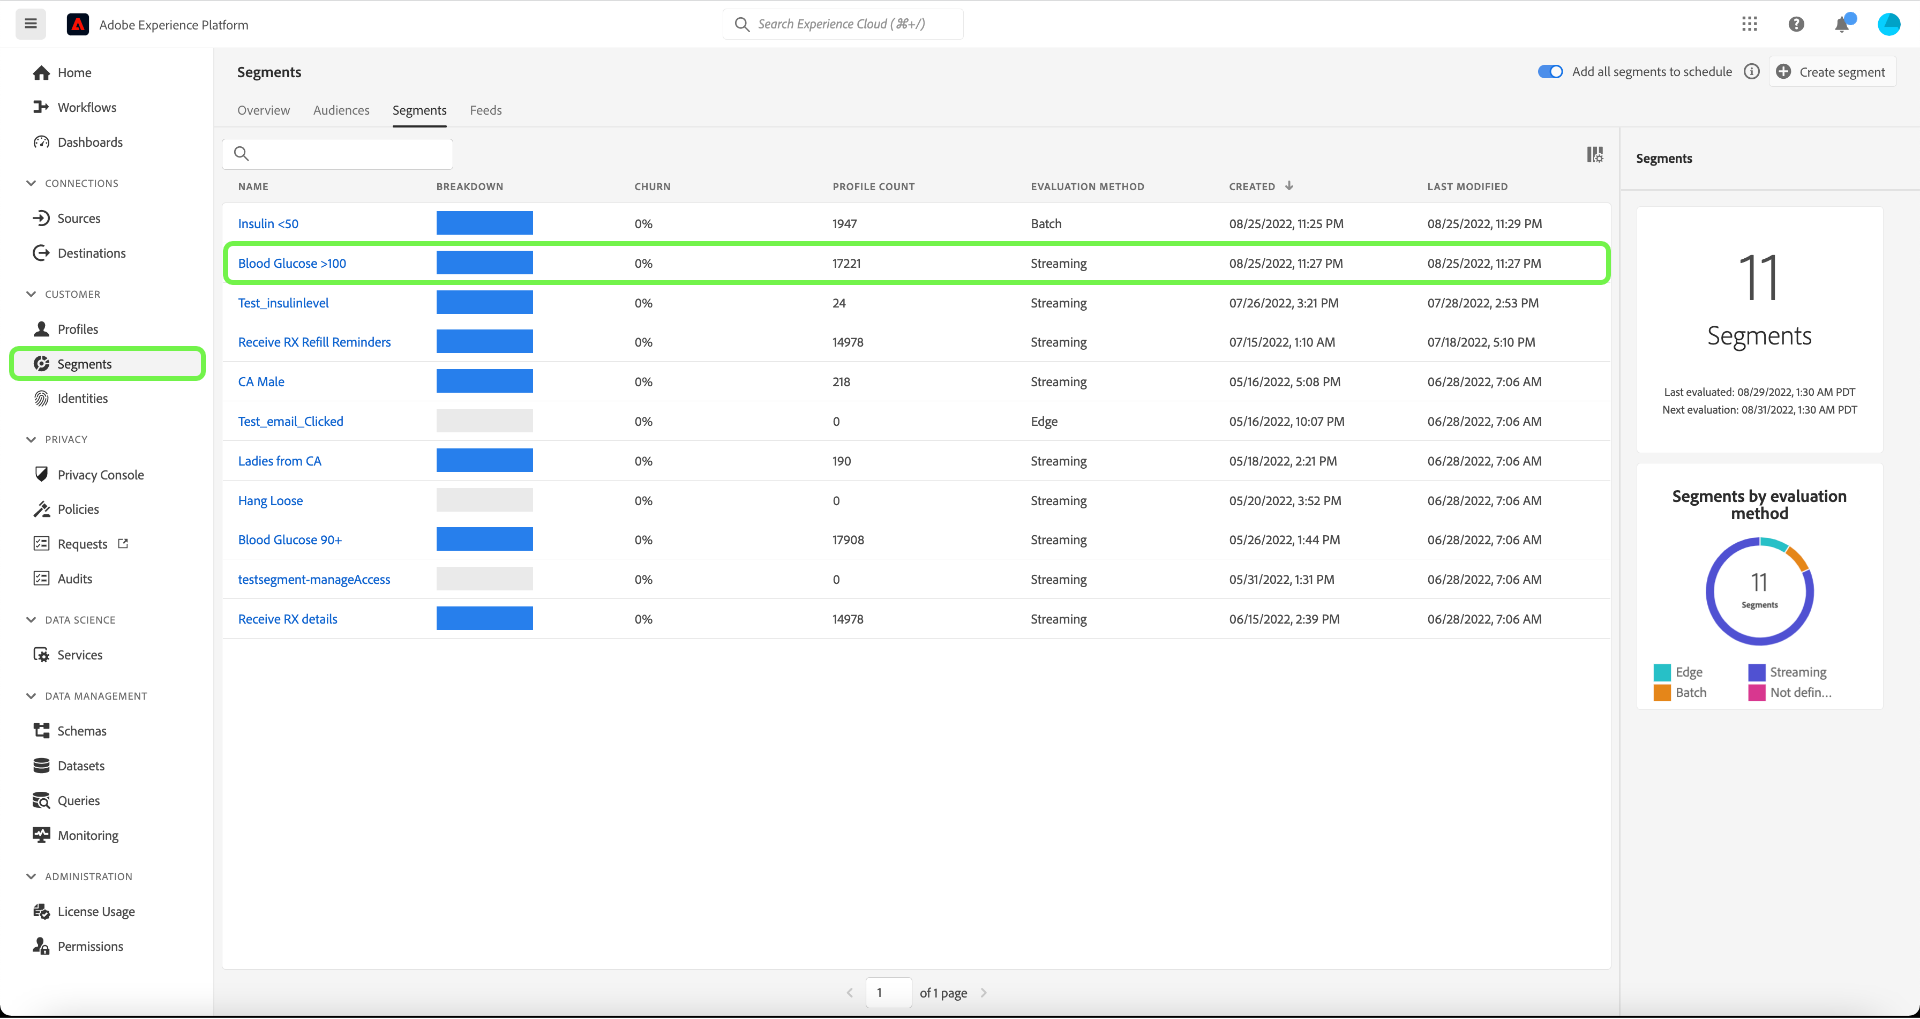 Adobe Experience Platform
Search Experience Cloud (⌘+/)
Home
Workflows
Dashboards
CONNECTIONS
Sources
Destinations
CUSTOMER
Profiles
Segments
Identities
PRIVACY
Privacy Console
Policies
Requests
Audits
DATA SCIENCE
Services
DATA MANAGEMENT
Schemas
Datasets
Queries
Monitoring
ADMINISTRATION
License Usage
Permissions
Segments
Add all segments to schedule
Create segment
Overview Audiences Segments Feeds
NAME BREAKDOWN CHURN PROFILE COUNT EVALUATION METHOD CREATED ↓ LAST MODIFIED
Insulin <50 0% 1947 Batch 08/25/2022, 11:25 PM 08/25/2022, 11:29 PM
Blood Glucose >100 0% 17221 Streaming 08/25/2022, 11:27 PM 08/25/2022, 11:27 PM
Test_insulinlevel 0% 24 Streaming 07/26/2022, 3:21 PM 07/28/2022, 2:53 PM
Receive RX Refill Reminders 0% 14978 Streaming 07/15/2022, 1:10 AM 07/18/2022, 5:10 PM
CA Male 0% 218 Streaming 05/16/2022, 5:08 PM 06/28/2022, 7:06 AM
Test_email_Clicked 0% 0 Edge 05/16/2022, 10:07 PM 06/28/2022, 7:06 AM
Ladies from CA 0% 190 Streaming 05/18/2022, 2:21 PM 06/28/2022, 7:06 AM
Hang Loose 0% 0 Streaming 05/20/2022, 3:52 PM 06/28/2022, 7:06 AM
Blood Glucose 90+ 0% 17908 Streaming 05/26/2022, 1:44 PM 06/28/2022, 7:06 AM
testsegment-manageAccess 0% 0 Streaming 05/31/2022, 1:31 PM 06/28/2022, 7:06 AM
Receive RX details 0% 14978 Streaming 06/15/2022, 2:39 PM 06/28/2022, 7:06 AM
1 of 1 page
Segments
11
Segments
Last evaluated: 08/29/2022, 1:30 AM PDT
Next evaluation: 08/31/2022, 1:30 AM PDT
Segments by evaluation
method
11
Segments
Edge Streaming
Batch Not defin...